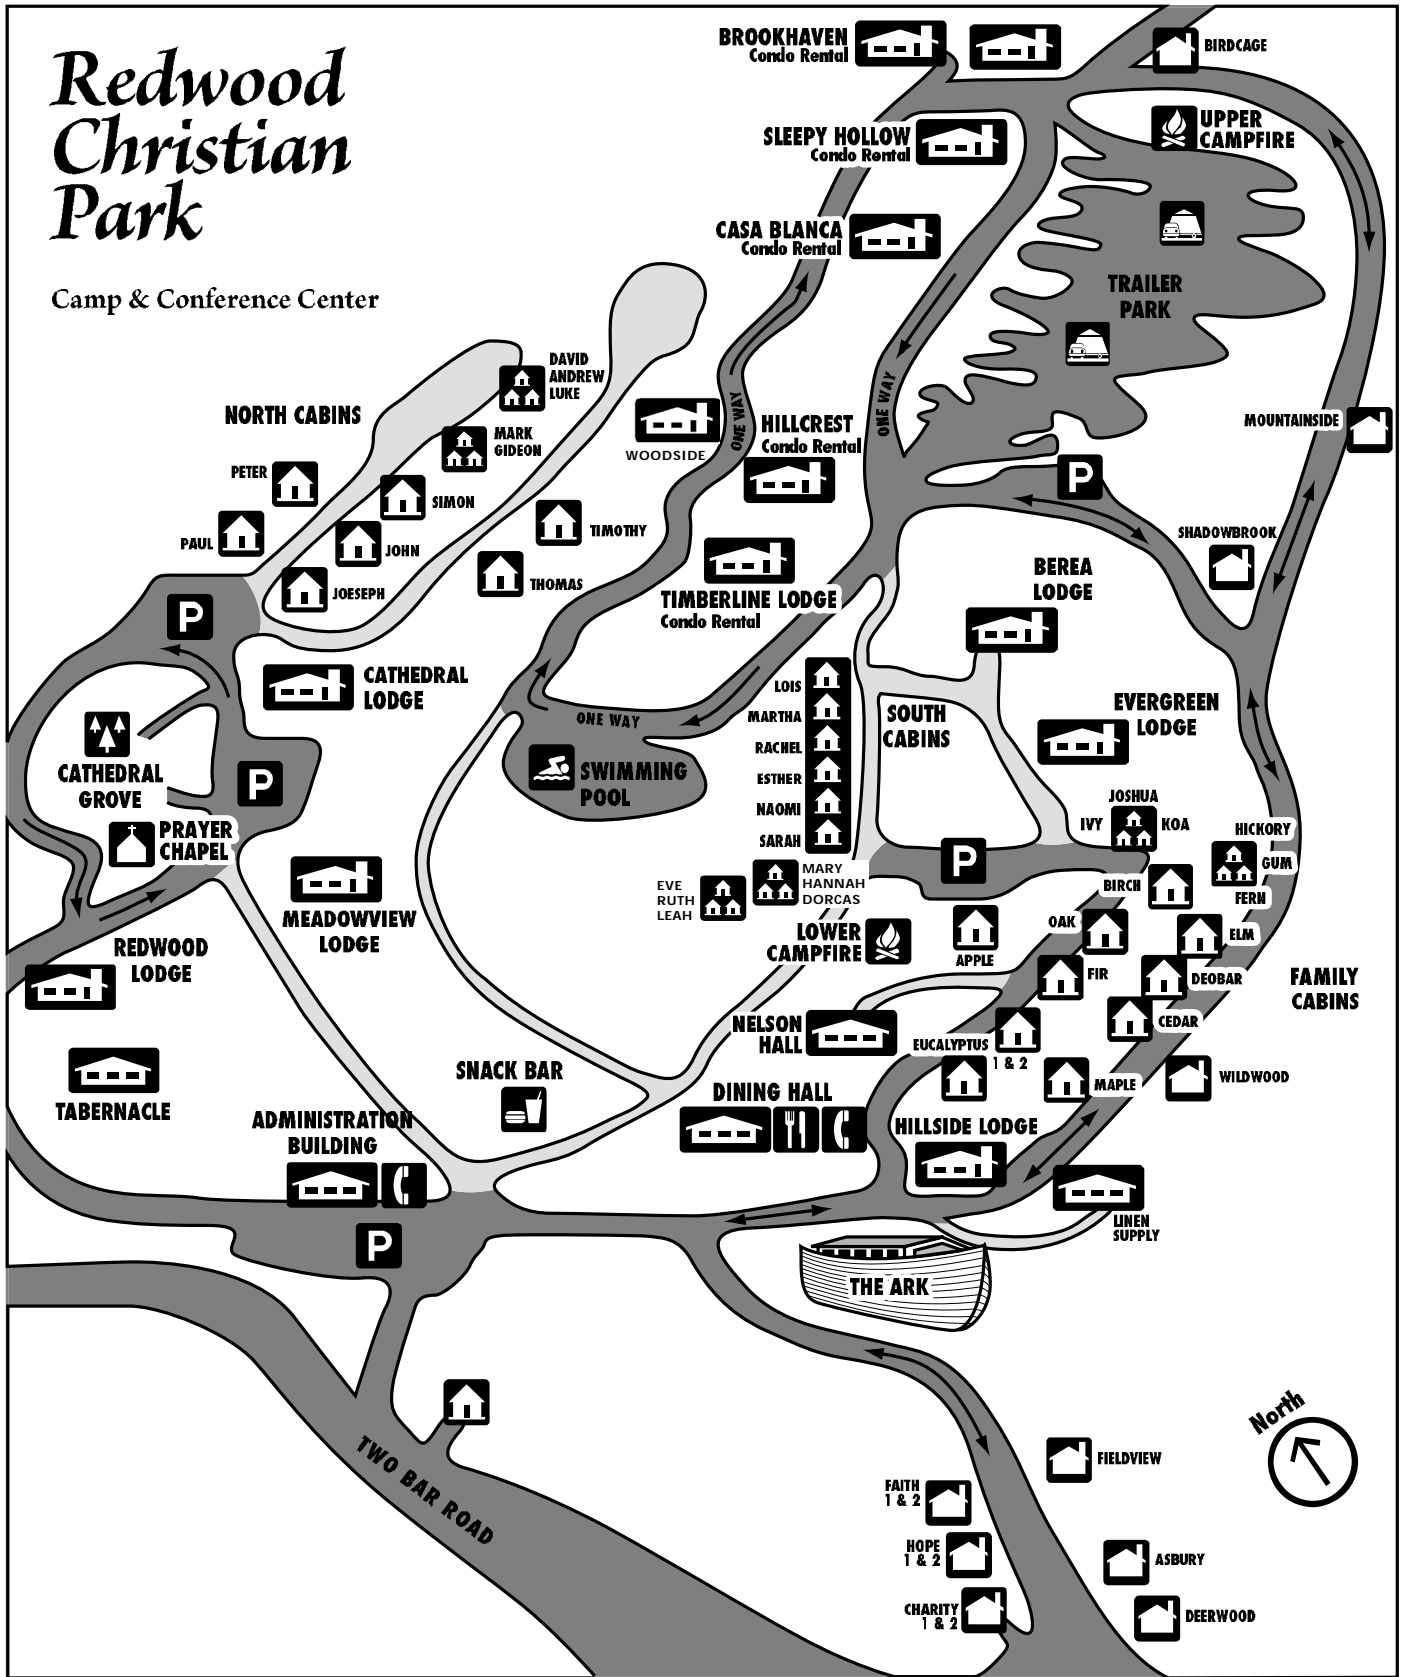 Redwood
Christian
Park
Camp & Conference Center
BROOKHAVEN
Condo Rental
BIRDCAGE
UPPER
CAMPFIRE
SLEEPY HOLLOW
Condo Rental
CASA BLANCA
Condo Rental
TRAILER
PARK
DAVID
ANDREW
LUKE
NORTH CABINS
MARK
GIDEON
PETER
SIMON
PAUL
JOHN
JOESEPH
TIMOTHY
THOMAS
WOODSIDE
ONE WAY
HILLCREST
Condo Rental
ONE WAY
MOUNTAINSIDE
P
SHADOWBROOK
TIMBERLINE LODGE
Condo Rental
BEREA
LODGE
P
CATHEDRAL
LODGE
LOIS
MARTHA
RACHEL
ESTHER
NAOMI
SARAH
SOUTH
CABINS
EVERGREEN
LODGE
ONE WAY
SWIMMING
POOL
CATHEDRAL
GROVE
P
PRAYER
CHAPEL
JOSHUA
IVY
KOA
HICKORY
GUM
FERN
P
BIRCH
MARY
HANNAH
DORCAS
EVE
RUTH
LEAH
MEADOWVIEW
LODGE
LOWER
CAMPFIRE
APPLE
OAK
ELM
FIR
DEOBAR
CEDAR
FAMILY
CABINS
REDWOOD
LODGE
NELSON
HALL
EUCALYPTUS
1 & 2
MAPLE
WILDWOOD
SNACK BAR
TABERNACLE
DINING HALL
ADMINISTRATION
BUILDING
HILLSIDE LODGE
LINEN
SUPPLY
P
THE ARK
TWO BAR ROAD
North
FIELDVIEW
FAITH
1 & 2
HOPE
1 & 2
ASBURY
CHARITY
1 & 2
DEERWOOD